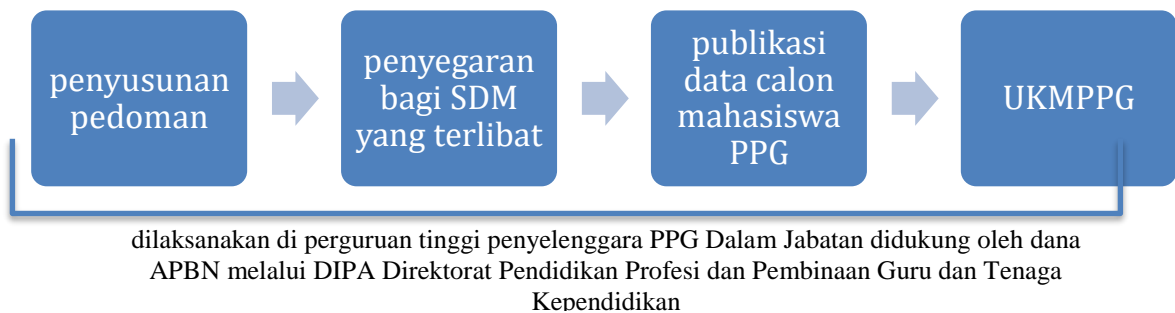 penyusunan
pedoman
penyegaran
bagi SDM
yang terlibat
publikasi
data calon
mahasiswa
PPG
UKMPPG
dilaksanakan di perguruan tinggi penyelenggara PPG Dalam Jabatan didukung oleh dana
APBN melalui DIPA Direktorat Pendidikan Profesi dan Pembinaan Guru dan Tenaga
Kependidikan